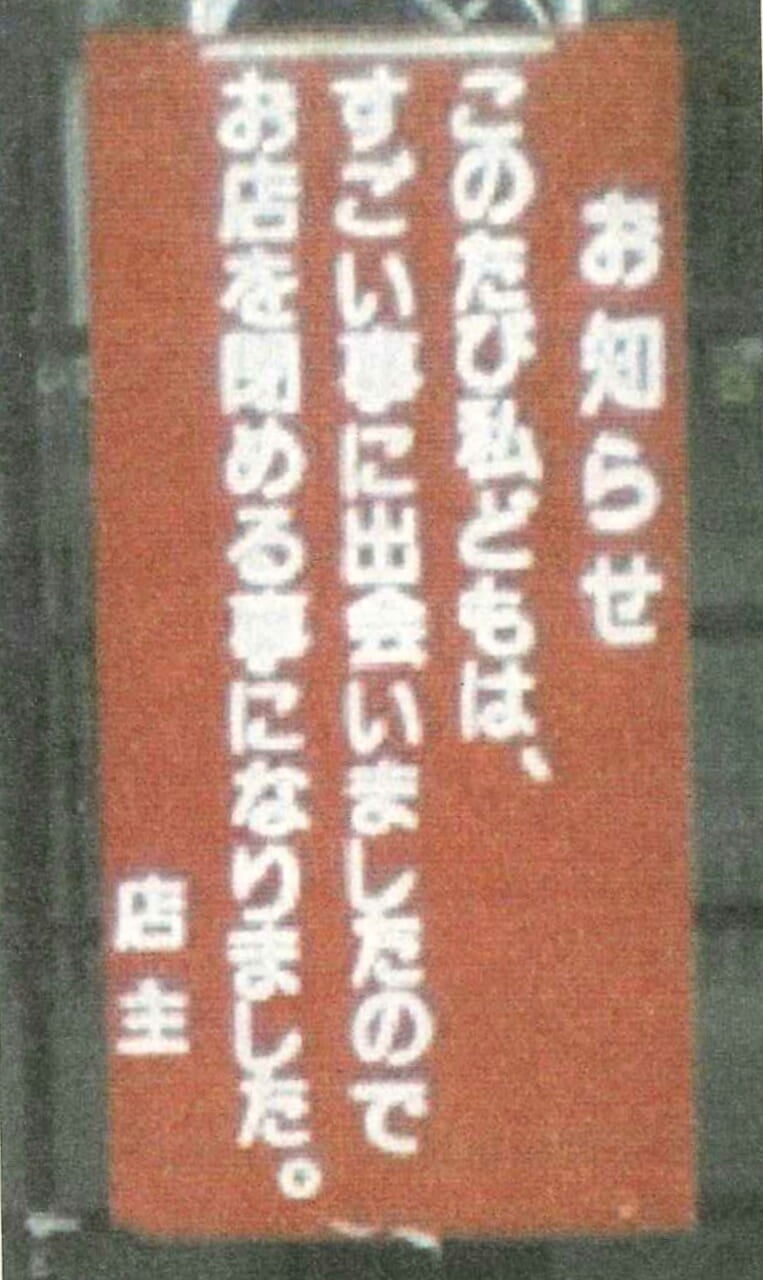 お知らせ
このたび私どもは、
すごい夢に出会いましたので
お店を閉める事になりました。
店主